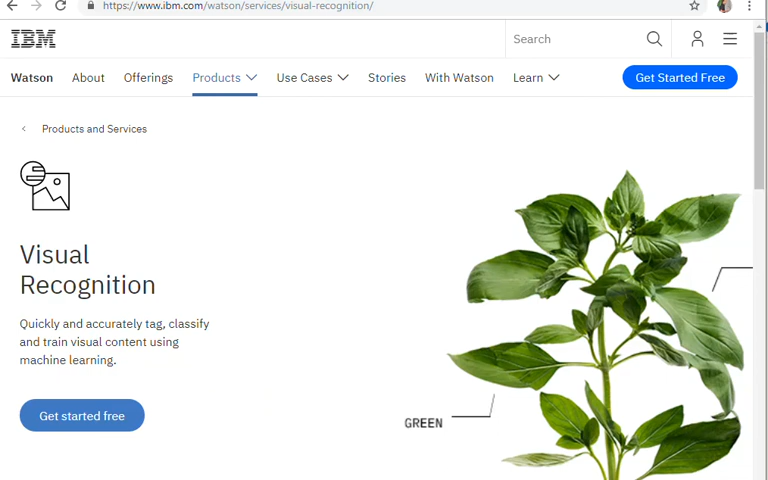 https://www.ibm.com/watson/services/visual-recognition/
IBM
Search
Watson About Offerings Products Use Cases Stories With Watson Learn Get Started Free
Products and Services
Visual
Recognition
Quickly and accurately tag, classify
and train visual content using
machine learning.
Get started free
GREEN